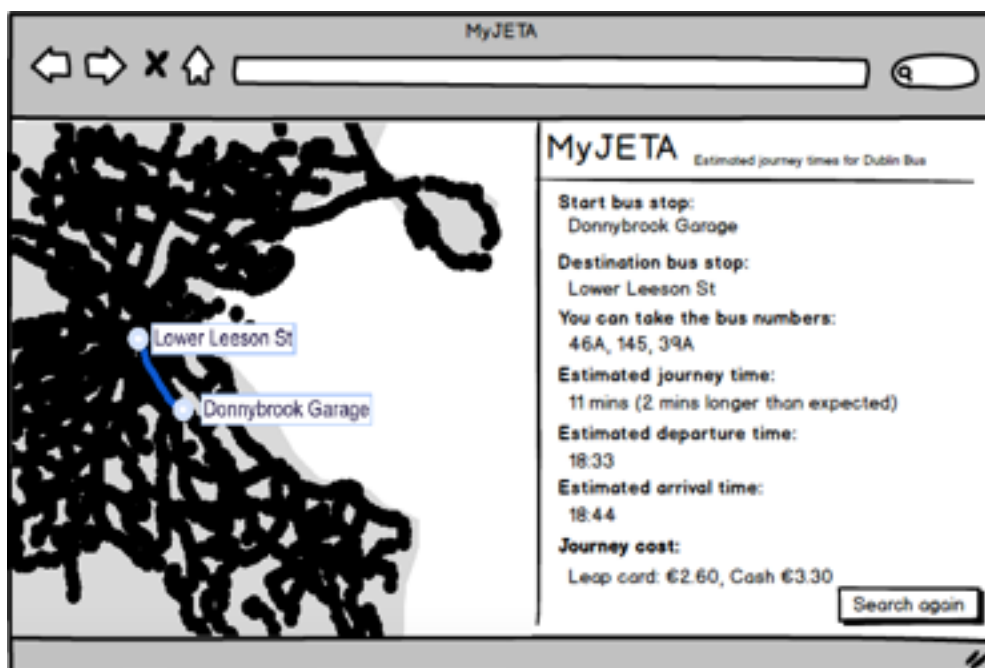 MyJETA
MyJETA Estimated journey times for Dublin Bus
Start bus stop:
Donnybrook Garage
Destination bus stop:
Lower Leeson St
You can take the bus numbers:
46A, 145, 39A
Estimated journey time:
11 mins (2 mins longer than expected)
Estimated departure time:
18:33
Estimated arrival time:
18:44
Journey cost:
Leap card: €2.60, Cash €3.30
Search again
Lower Leeson St
Donnybrook Garage